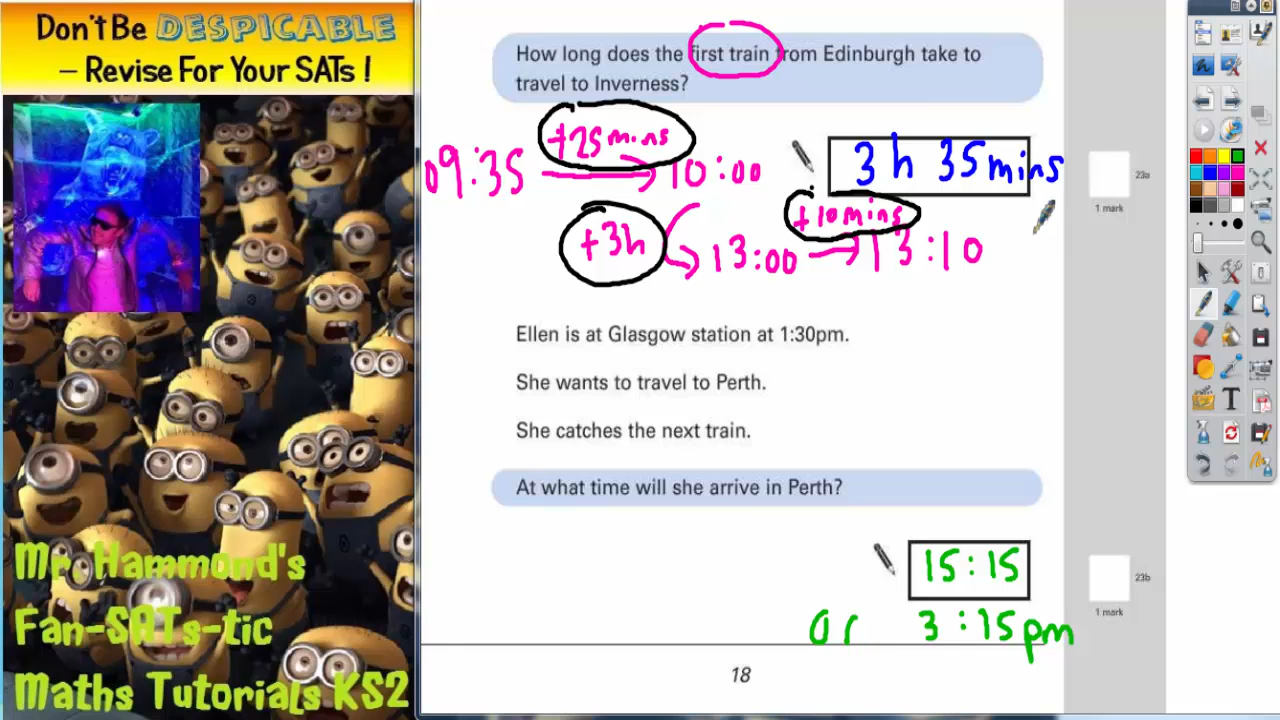 Don't Be DESPICABLE
– Revise For Your SATs !
Mr. Hammond's
Fan-SATs-tic
Maths Tutorials KS2
How long does the first train from Edinburgh take to
travel to Inverness?
09:35 +25mins 10:00
3 h 35 mins
23a
1 mark
+3h 13:00 +10mins 13:10
Ellen is at Glasgow station at 1:30pm.
She wants to travel to Perth.
She catches the next train.
At what time will she arrive in Perth?
15:15
23b
1 mark
or 3:15pm
18